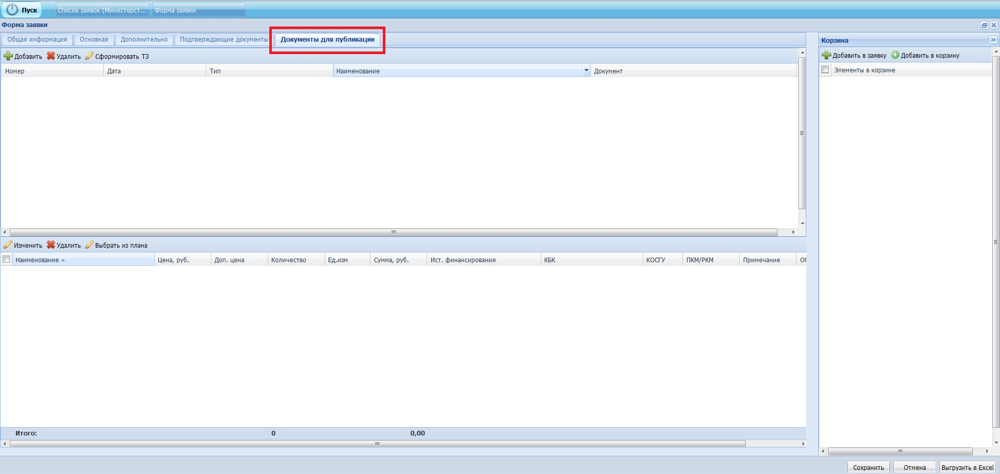 Пуск
Список заявок (Министерст...
Форма заявки
Форма заявки
Общая информация
Основная
Дополнительно
Подтверждающие документы
Документы для публикации
Добавить
Удалить
Сформировать ТЗ
Номер
Дата
Тип
Наименование
Документ
Корзина
Добавить в заявку
Добавить в корзину
Элементы в корзине
Изменить
Удалить
Выбрать из плана
Наименование
Цена, руб.
Доп. цена
Количество
Ед.изм
Сумма, руб.
Ист. финансирования
КБК
КОСГУ
ПКМ/РКМ
Примечание
Итого:
0
0,00
Сохранить
Отмена
Выгрузить в Excel